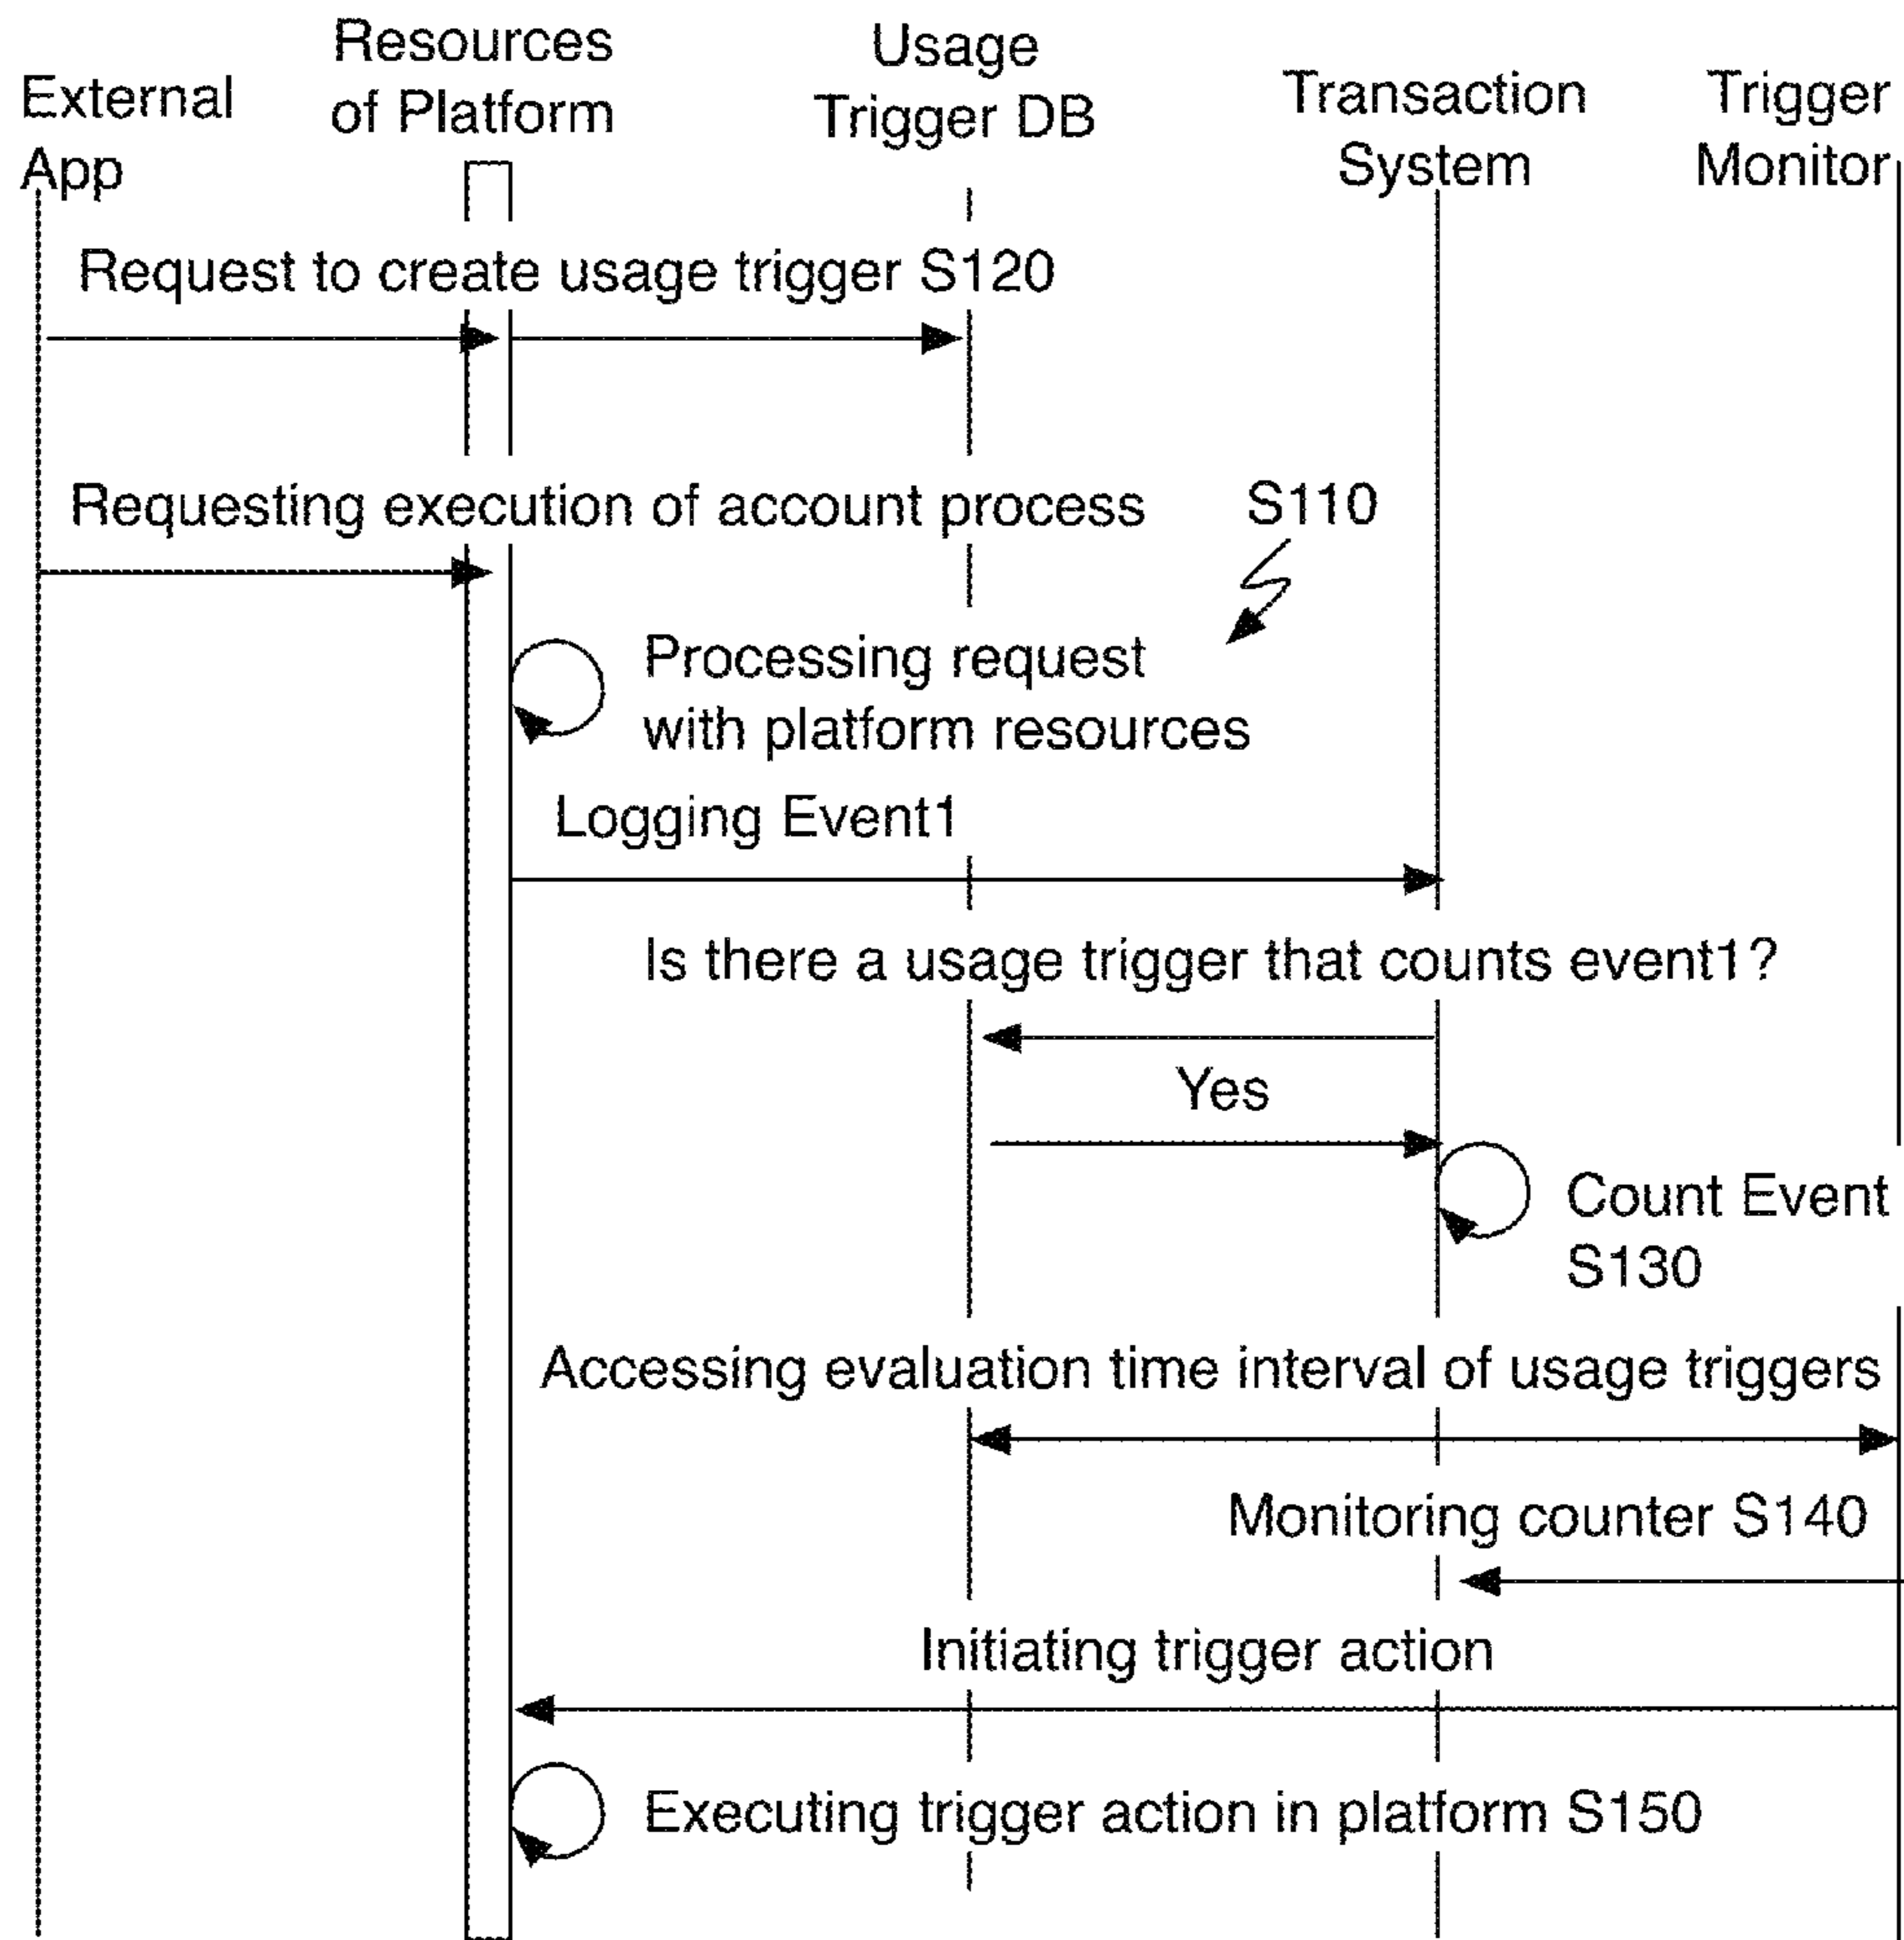 External
App
Resources
of Platform
Usage
Trigger DB
Transaction
System
Trigger
Monitor
Request to create usage trigger S120
Requesting execution of account process
S110
Processing request
with platform resources
Logging Event1
Is there a usage trigger that counts event1?
Yes
Count Event
S130
Accessing evaluation time interval of usage triggers
Monitoring counter S140
Initiating trigger action
Executing trigger action in platform S150